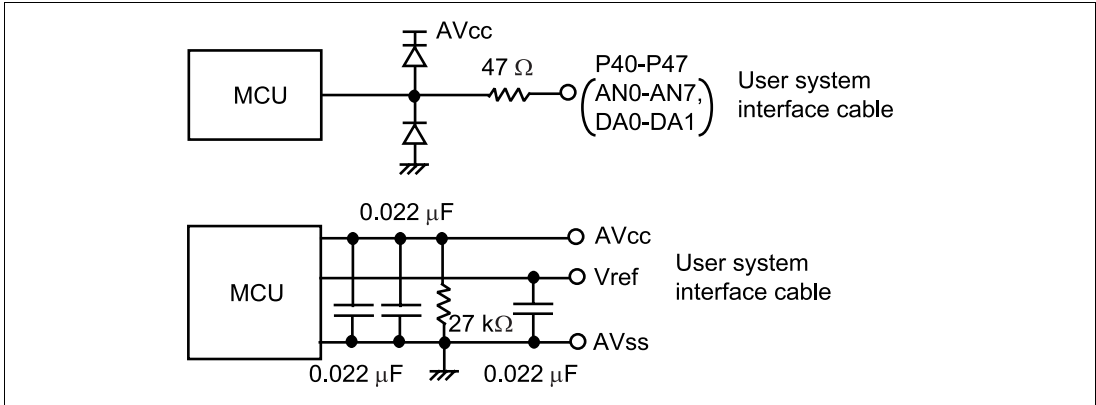 AVcc
MCU
47 Ω
P40-P47
AN0-AN7,
DA0-DA1
User system
interface cable
0.022 μF
MCU
AVcc
Vref
User system
interface cable
27 kΩ
AVss
0.022 μF
0.022 μF